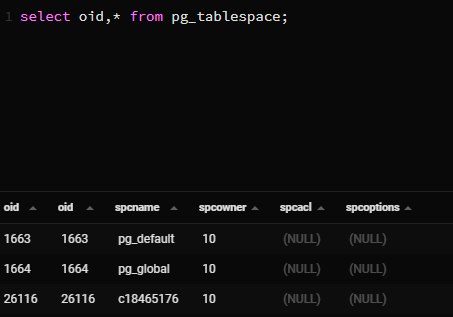 1 select oid,* from pg_tablespace;
oid oid spcname spcowner spcacl spcoptions
1663 1663 pg_default 10 (NULL) (NULL)
1664 1664 pg_global 10 (NULL) (NULL)
26116 26116 c18465176 10 (NULL) (NULL)